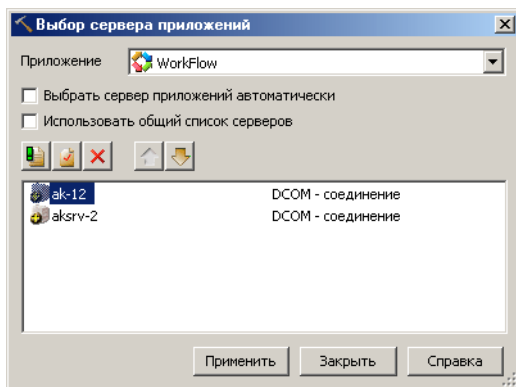 Выбор сервера приложений
Приложение WorkFlow
Выбрать сервер приложений автоматически
Использовать общий список серверов
ak-12 DCOM - соединение
aksrv-2 DCOM - соединение
Применить Закрыть Справка